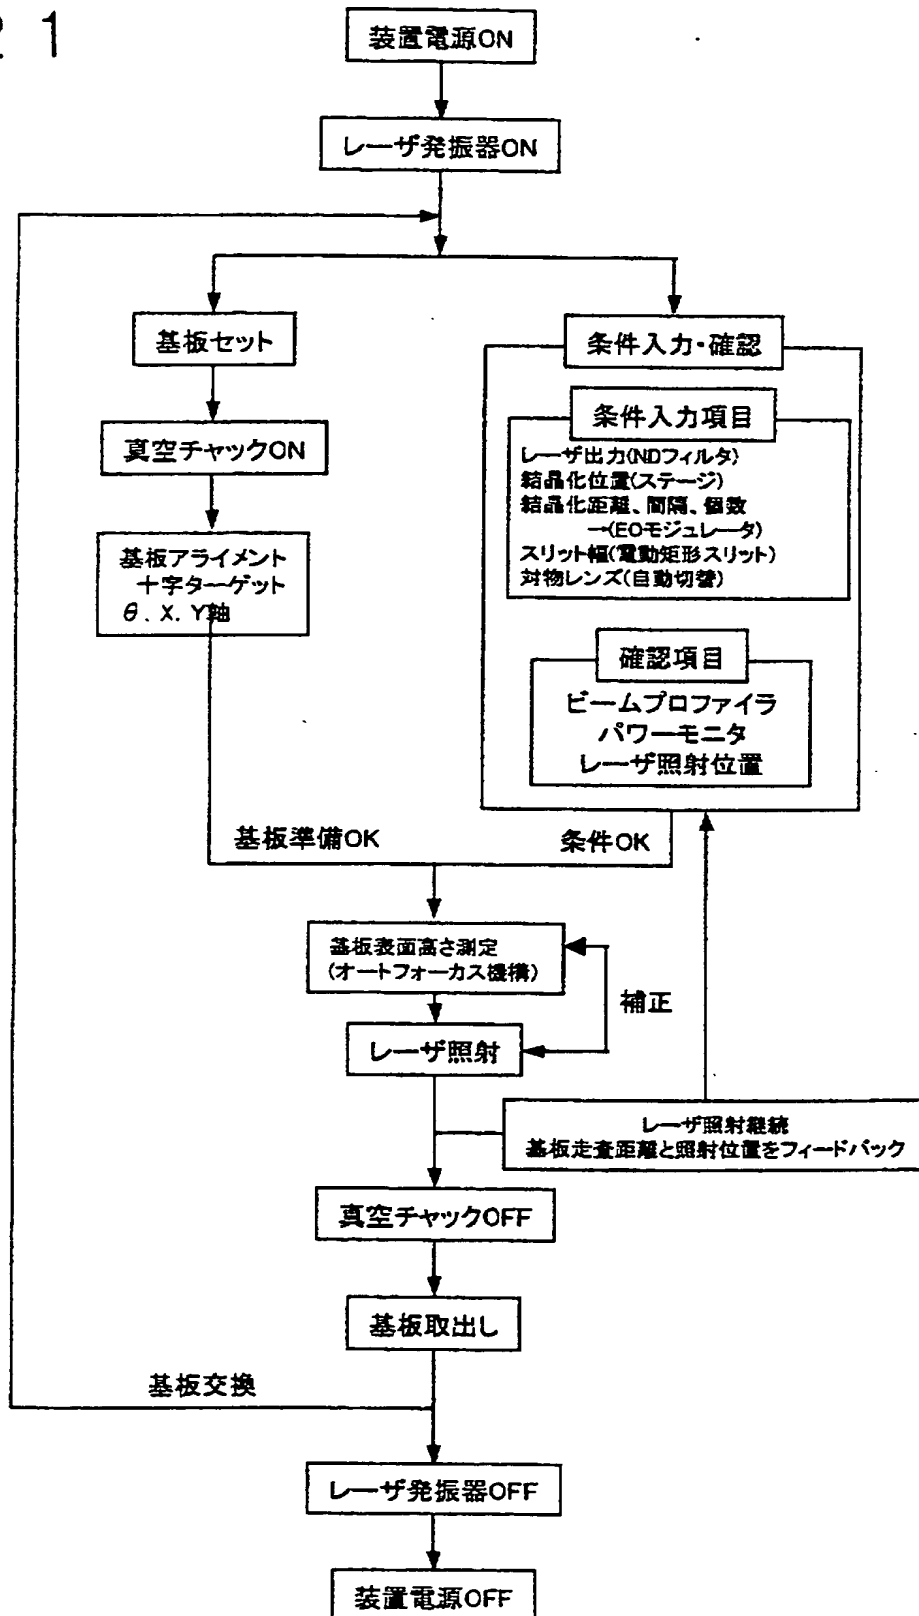 21
装置電源ON
レーザ発振器ON
基板セット
真空チャックON
基板アライメント
十字ターゲット
θ. X. Y軸
条件入力・確認
条件入力項目
レーザ出力(NDフィルタ)
結晶化位置(ステージ)
結晶化距離、間隔、個数
→(EOモジュレータ)
スリット幅(電動矩形スリット)
対物レンズ(自動切替)
確認項目
ビームプロファイラ
パワーモニタ
レーザ照射位置
基板準備OK
条件OK
基板表面高さ測定
(オートフォーカス機構)
補正
レーザ照射
レーザ照射継続
基板走査距離と照射位置をフィードバック
真空チャックOFF
基板取出し
基板交換
レーザ発振器OFF
装置電源OFF